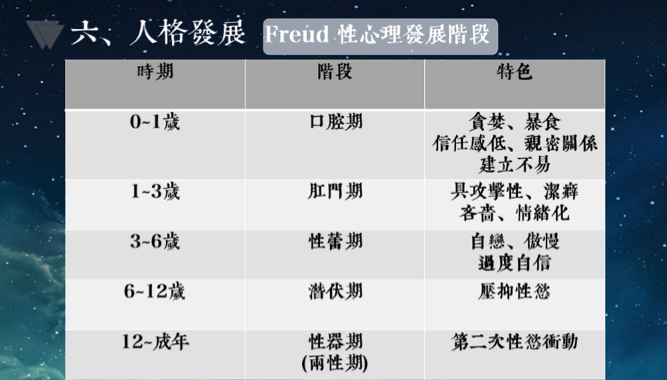 六、人格發展 Freud 性心理發展階段
時期 階段 特色
0~1歲 口腔期 貪婪、暴食
信任感低、親密關係
建立不易
1~3歲 肛門期 具攻擊性、潔癖
吝嗇、情緒化
3~6歲 性蕾期 自戀、傲慢
過度自信
6~12歲 潛伏期 壓抑性慾
12~成年 性器期 第二次性慾衝動
(兩性期)